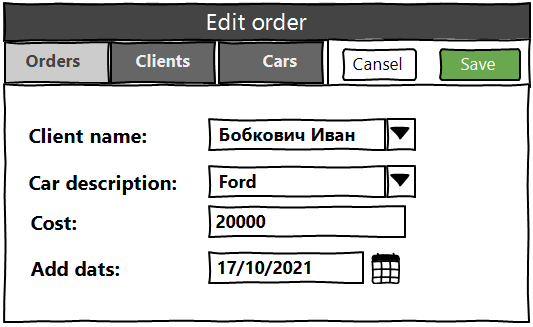 Edit order
Orders Clients Cars Cansel Save
Client name: Бобкович Иван
Car description: Ford
Cost: 20000
Add dats: 17/10/2021